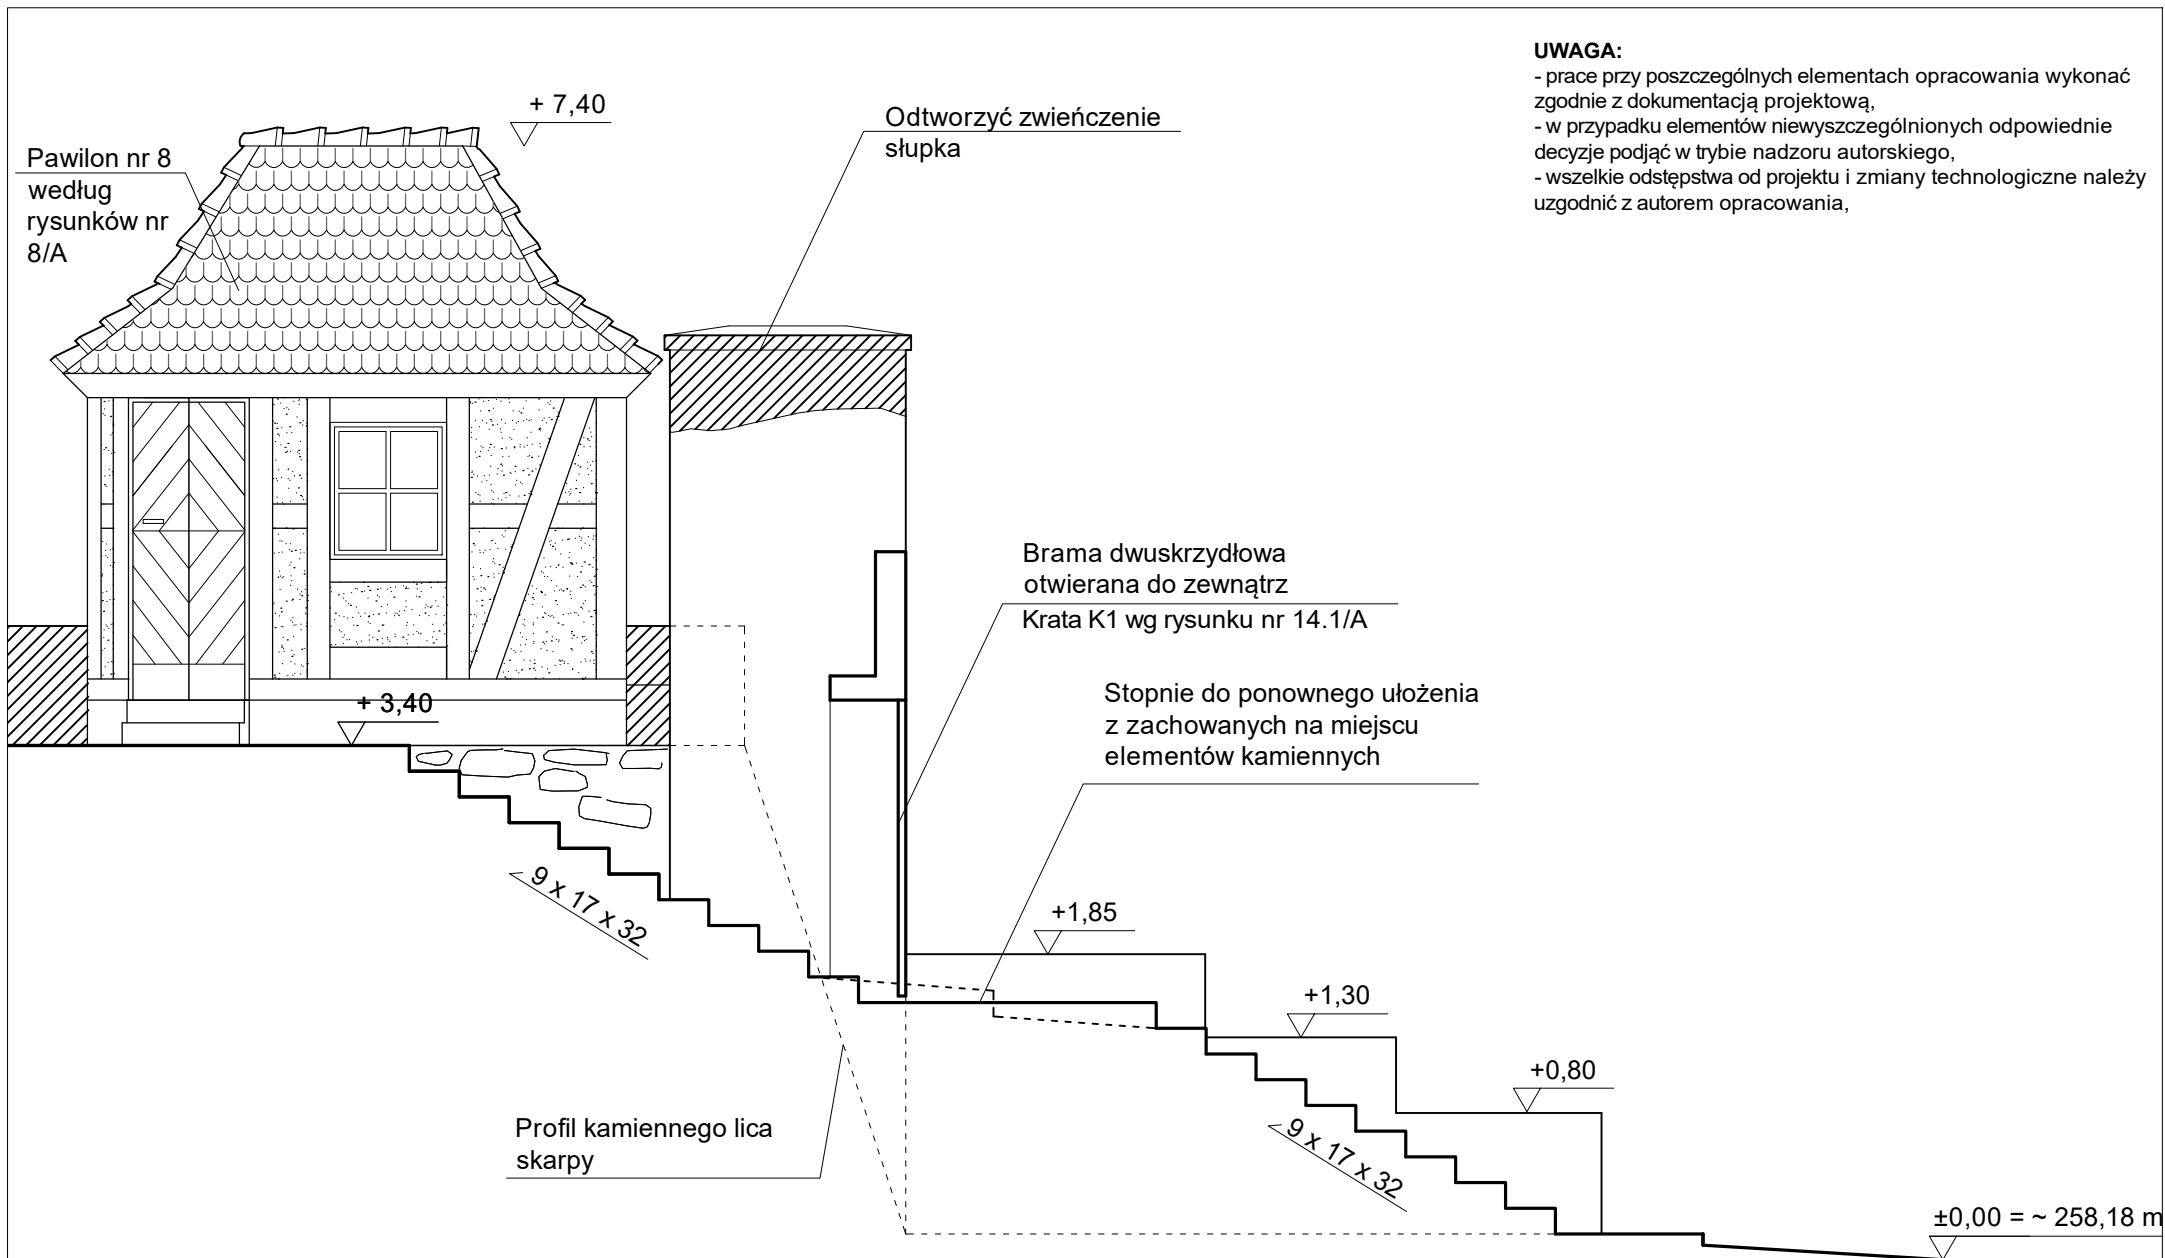 UWAGA:
- prace przy poszczególnych elementach opracowania wykonać
zgodnie z dokumentacją projektową,
- w przypadku elementów niewyszczególnionych odpowiednie
decyzje podjąć w trybie nadzoru autorskiego,
- wszelkie odstępstwa od projektu i zmiany technologiczne należy
uzgodnić z autorem opracowania,
+ 7,40
Odtworzyć zwieńczenie
słupka
Pawilon nr 8
według
rysunków nr
8/A
Brama dwuskrzydłowa
otwierana do zewnątrz
Krata K1 wg rysunku nr 14.1/A
+ 3,40
Stopnie do ponownego ułożenia
z zachowanych na miejscu
elementów kamiennych
9 x 17 x 32
+1,85
+1,30
+0,80
Profil kamiennego lica
skarpy
9 x 17 x 32
±0,00 = ~ 258,18 m